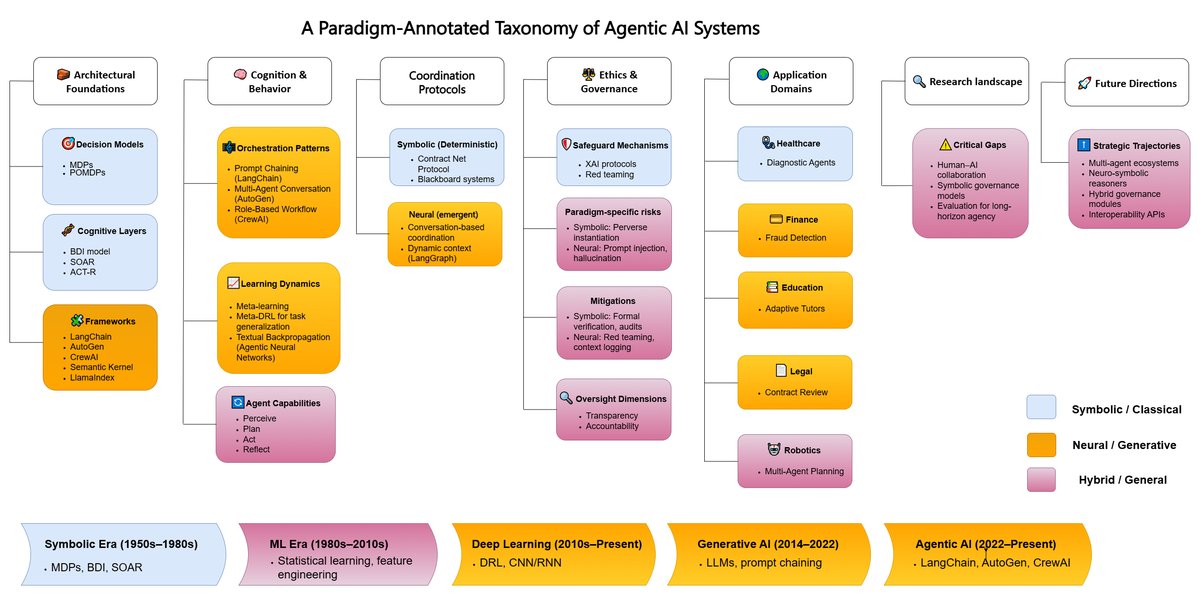 A Paradigm-Annotated Taxonomy of Agentic AI Systems
Architectural
Foundations
Decision Models
MDPs
POMDPs
Cognitive Layers
BDI model
SOAR
ACT-R
Frameworks
LangChain
AutoGen
CrewAI
Semantic Kernel
LlamaIndex
Cognition &
Behavior
Orchestration Patterns
Prompt Chaining
(LangChain)
Multi-Agent Conversation
(AutoGen)
Role-Based Workflow
(CrewAI)
Learning Dynamics
Meta-learning
Meta-DRL for task
generalization
Textual Backpropagation
(Agentic Neural
Networks)
Agent Capabilities
Perceive
Plan
Act
Reflect
Coordination
Protocols
Symbolic (Deterministic)
Contract Net
Protocol
Blackboard systems
Neural (emergent)
Conversation-based
coordination
Dynamic context
(LangGraph)
Ethics &
Governance
Safeguard Mechanisms
XAI protocols
Red teaming
Paradigm-specific risks
Symbolic: Perverse
instantiation
Neural: Prompt injection,
hallucination
Mitigations
Symbolic: Formal
verification, audits
Neural: Red teaming,
context logging
Oversight Dimensions
Transparency
Accountability
Application
Domains
Healthcare
Diagnostic Agents
Finance
Fraud Detection
Education
Adaptive Tutors
Legal
Contract Review
Robotics
Multi-Agent Planning
Research landscape
Critical Gaps
Human–AI
collaboration
Symbolic governance
models
Evaluation for long-
horizon agency
Future Directions
Strategic Trajectories
Multi-agent ecosystems
Neuro-symbolic
reasoners
Hybrid governance
modules
Interoperability APIs
Symbolic / Classical
Neural / Generative
Hybrid / General
Symbolic Era (1950s–1980s)
MDPs, BDI, SOAR
ML Era (1980s–2010s)
Statistical learning, feature
engineering
Deep Learning (2010s–Present)
DRL, CNN/RNN
Generative AI (2014–2022)
LLMs, prompt chaining
Agentic AI (2022–Present)
LangChain, AutoGen, CrewAI